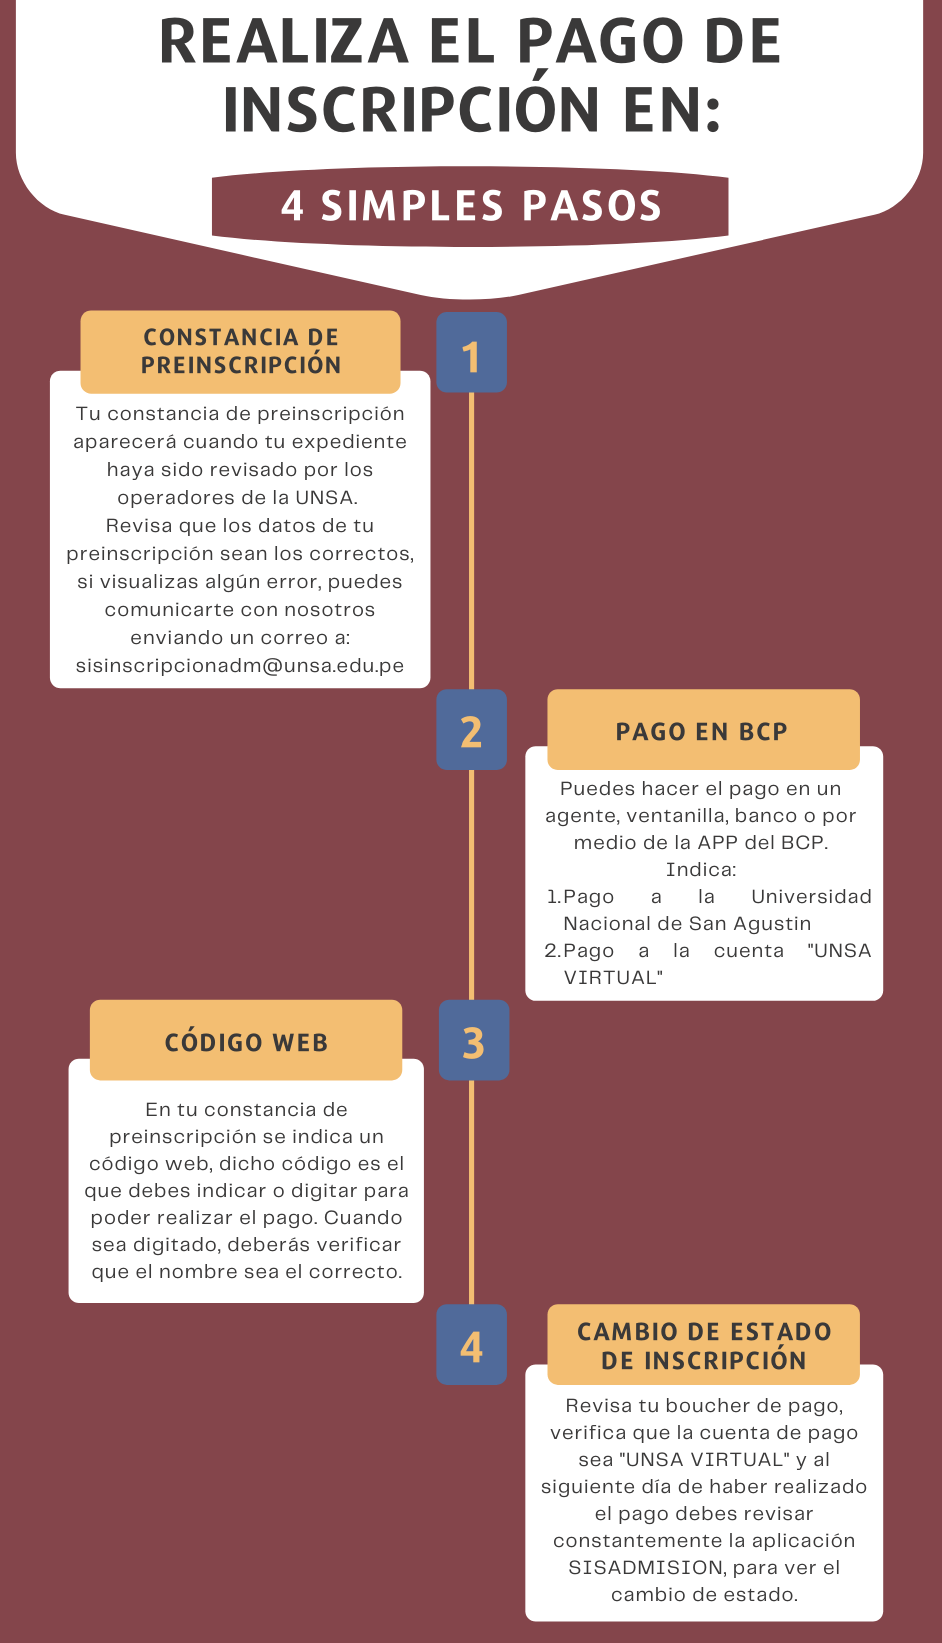 REALIZA EL PAGO DE
INSCRIPCIÓN EN:
4 SIMPLES PASOS
CONSTANCIA DE
PREINSCRIPCIÓN
1
Tu constancia de preinscripción
aparecerá cuando tu expediente
haya sido revisado por los
operadores de la UNSA.
Revisa que los datos de tu
preinscripción sean los correctos,
si visualizas algún error, puedes
comunicarte con nosotros
enviando un correo a:
sisinscripcionadm@unsa.edu.pe
2
PAGO EN BCP
Puedes hacer el pago en un
agente, ventanilla, banco o por
medio de la APP del BCP.
Indica:
1.Pago a la Universidad
Nacional de San Agustin
2.Pago a la cuenta "UNSA
VIRTUAL"
CÓDIGO WEB
3
En tu constancia de
preinscripción se indica un
código web, dicho código es el
que debes indicar o digitar para
poder realizar el pago. Cuando
sea digitado, deberás verificar
que el nombre sea el correcto.
4
CAMBIO DE ESTADO
DE INSCRIPCIÓN
Revisa tu boucher de pago,
verifica que la cuenta de pago
sea "UNSA VIRTUAL" y al
siguiente día de haber realizado
el pago debes revisar
constantemente la aplicación
SISADMISION, para ver el
cambio de estado.